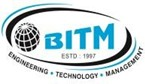 BITM
ESTD : 1997
ENGINEERING • TECHNOLOGY • MANAGEMENT